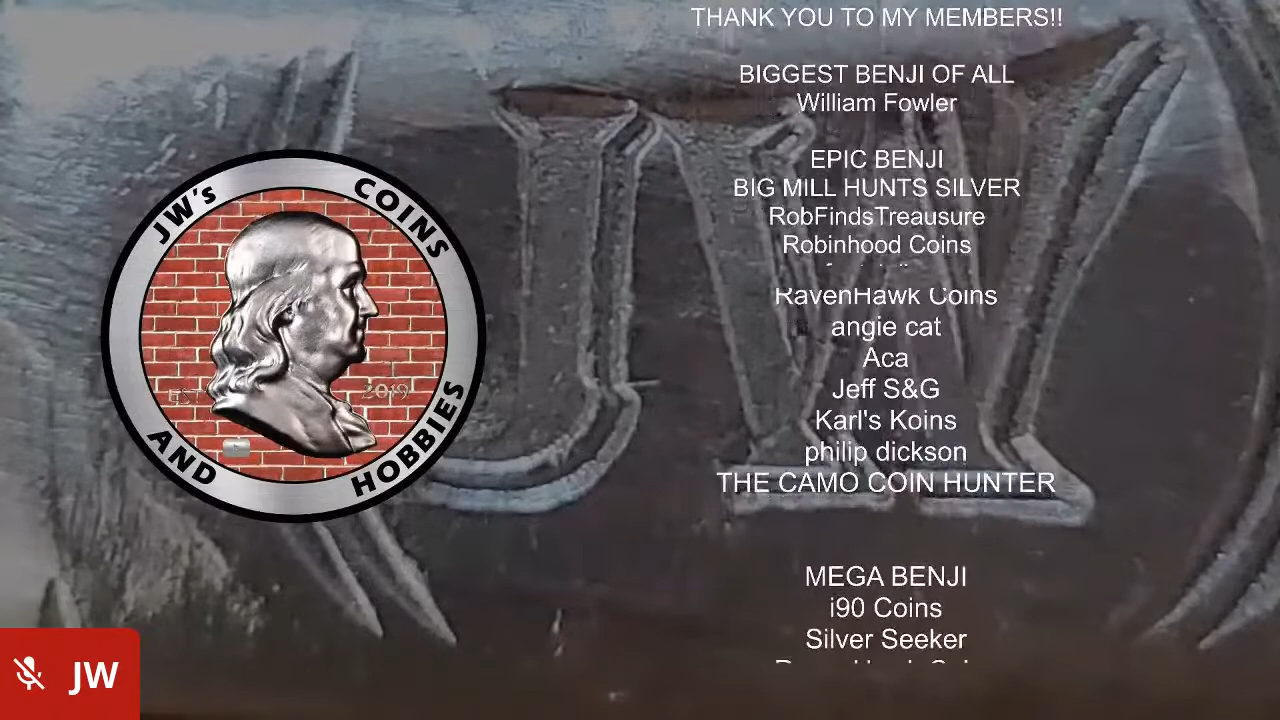 THANK YOU TO MY MEMBERS!!
BIGGEST BENJI OF ALL
William Fowler
EPIC BENJI
BIG MILL HUNTS SILVER
RobFindsTreausure
Robinhood Coins
RavenHawk Coins
angie cat
Aca
Jeff S&G
Karl's Koins
philip dickson
THE CAMO COIN HUNTER
MEGA BENJI
i90 Coins
Silver Seeker
JW's COINS
EST 2019
AND HOBBIES
JW
JW